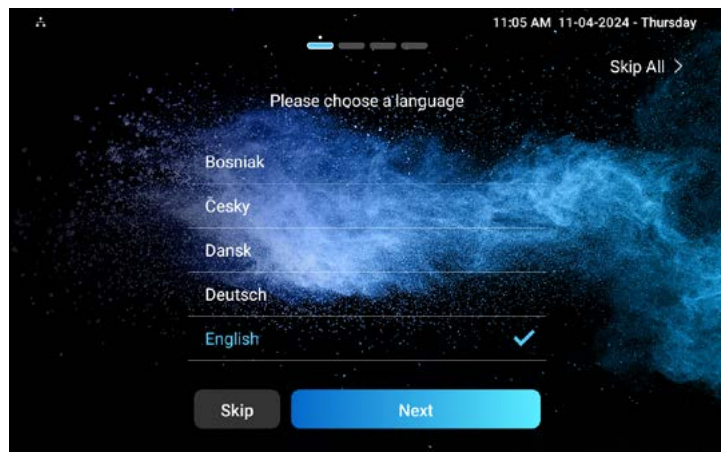 11:05 AM 11-04-2024 - Thursday
Skip All >
Please choose a language
Bosniak
Česky
Dansk
Deutsch
English
Skip
Next